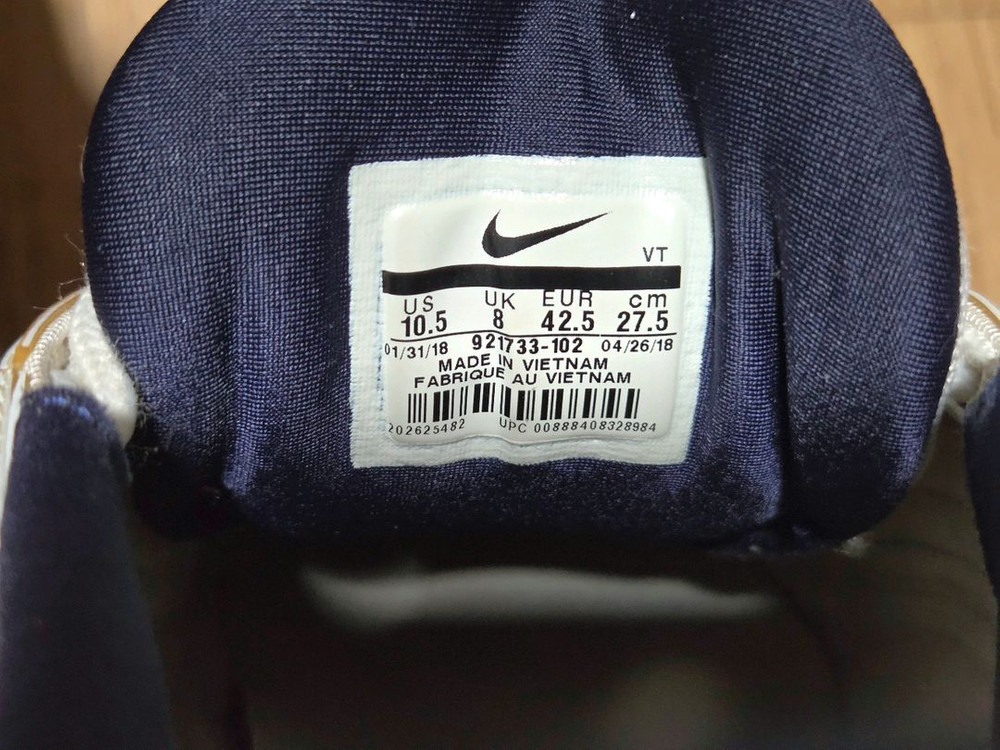 VT
US UK EUR cm
10.5 8 42.5 27.5
01/31/18 921733-102 04/26/18
MADE IN VIETNAM
FABRIQUE AU VIETNAM
202625482 UPC 00888408328984